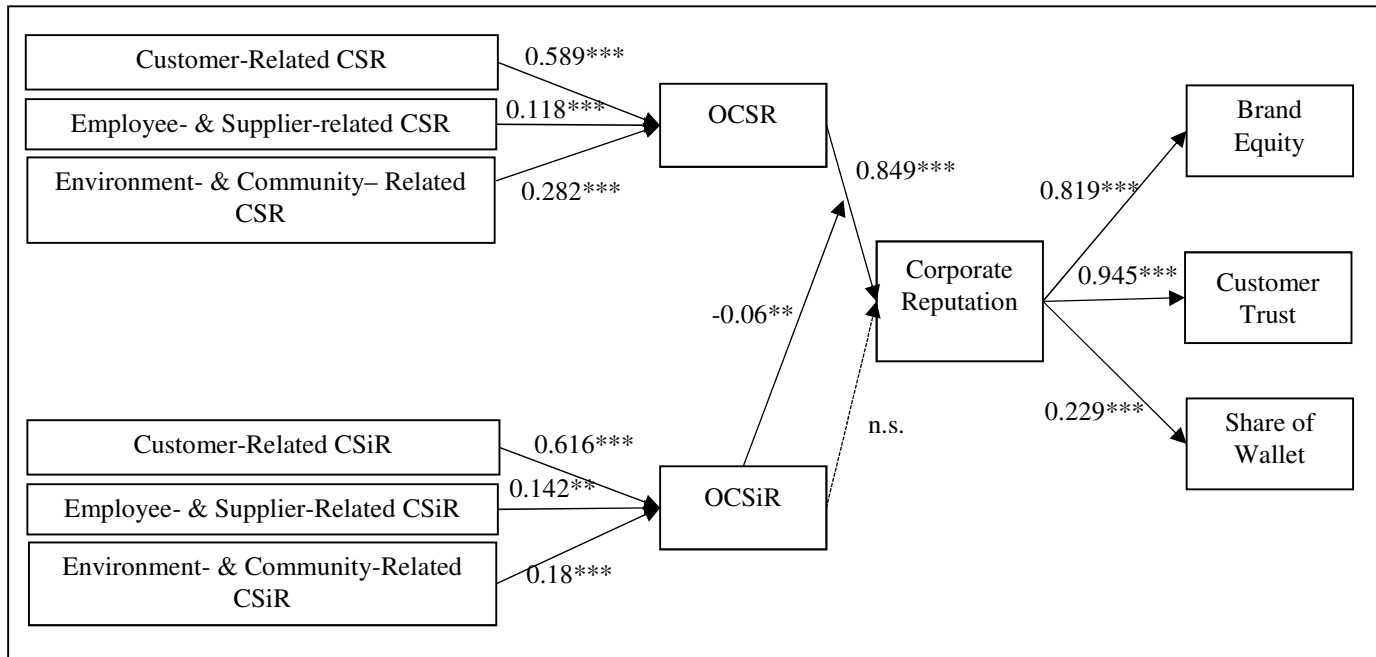 Customer-Related CSR
0.589***
Employee- & Supplier-related CSR
0.118***
Environment- & Community– Related
CSR
0.282***
OCSR
0.849***
Brand
Equity
0.819***
Corporate
Reputation
0.945***
Customer
Trust
-0.06**
0.229***
Share of
Wallet
n.s.
Customer-Related CSiR
0.616***
Employee- & Supplier-Related CSiR
0.142**
Environment- & Community-Related
CSiR
0.18***
OCSiR